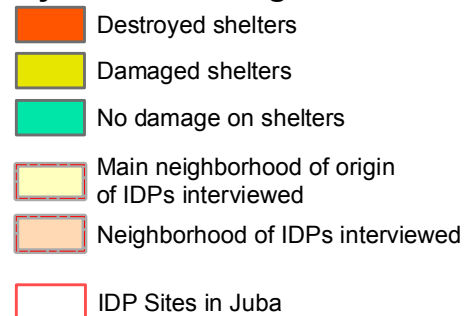 Destroyed shelters
Damaged shelters
No damage on shelters
Main neighborhood of origin
of IDPs interviewed
Neighborhood of IDPs interviewed
IDP Sites in Juba